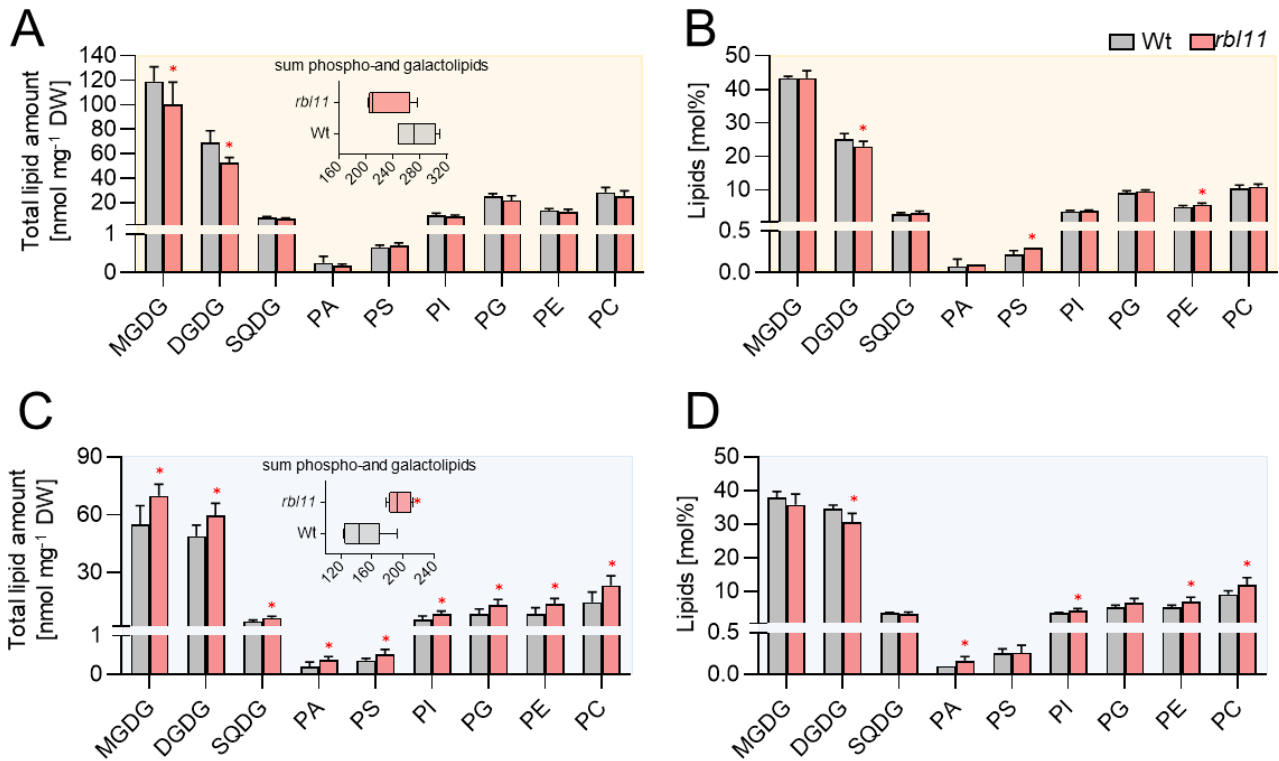 A
Total lipid amount
[nmol mg⁻¹ DW]
140
120
100
80
60
40
20
1
0
* *
sum phospho-and galactolipids
rbl11
Wt
160 200 240 280 320
MGDG DGDG SQDG PA PS PI PG PE PC
B
Wt rbl11
Lipids [mol%]
50
40
30
20
10
0.5
0.0
* * *
MGDG DGDG SQDG PA PS PI PG PE PC
C
Total lipid amount
[nmol mg⁻¹ DW]
90
60
30
1
0
* * * * * * * * *
sum phospho-and galactolipids
rbl11 *
Wt
120 160 200 240
MGDG DGDG SQDG PA PS PI PG PE PC
D
Lipids [mol%]
50
40
30
20
10
0.5
0.0
* * * * *
MGDG DGDG SQDG PA PS PI PG PE PC